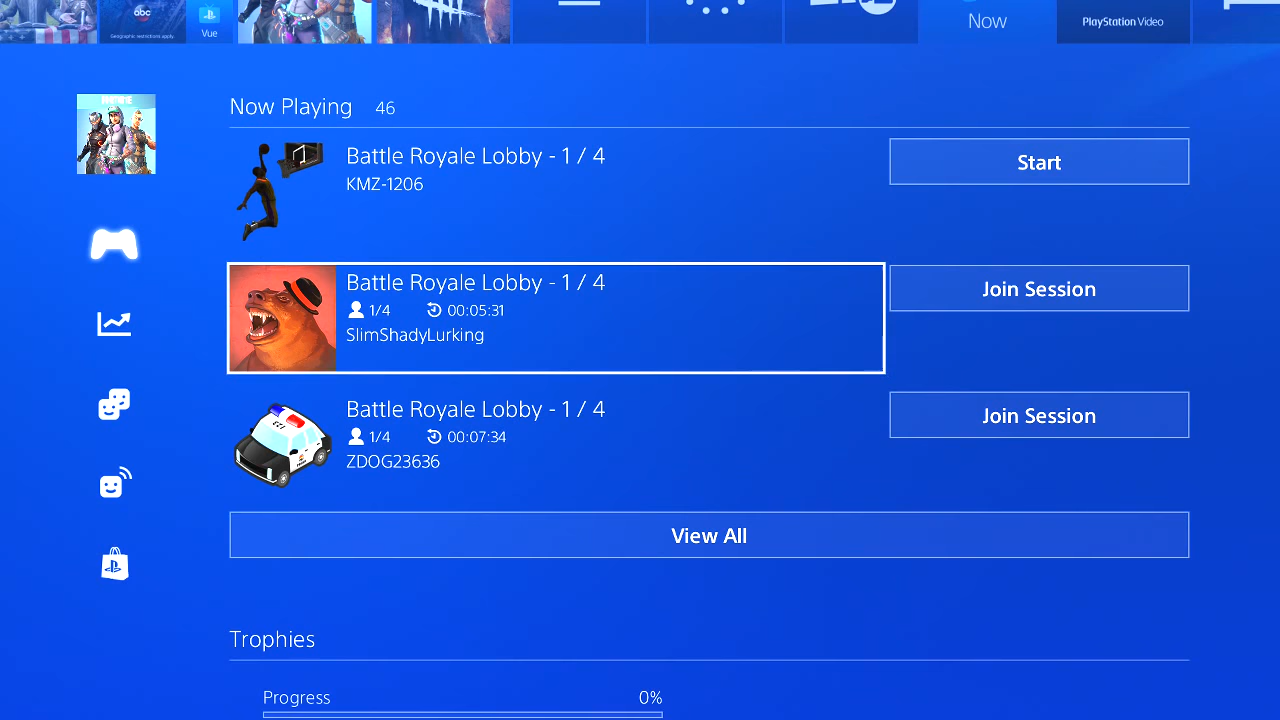 abc
Geographic restrictions apply.
Vue
Now
PlayStation Video
Now Playing 46
Battle Royale Lobby - 1 / 4
KMZ-1206
Start
Battle Royale Lobby - 1 / 4
1/4 00:05:31
SlimShadyLurking
Join Session
Battle Royale Lobby - 1 / 4
1/4 00:07:34
ZDOG23636
Join Session
View All
Trophies
Progress 0%